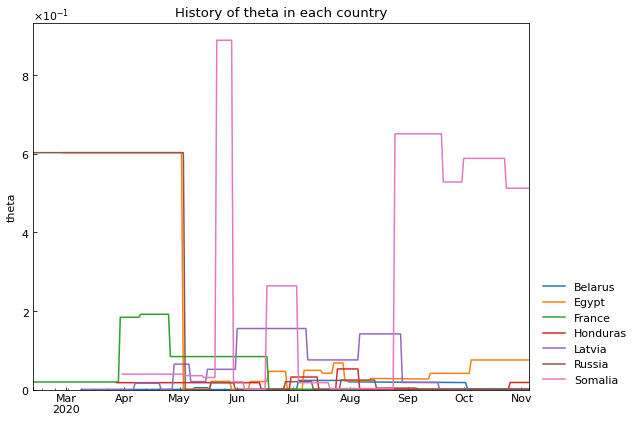 History of theta in each country
×10⁻¹
8
6
4
2
0
theta
Mar
2020
Apr
May
Jun
Jul
Aug
Sep
Oct
Nov
Belarus
Egypt
France
Honduras
Latvia
Russia
Somalia